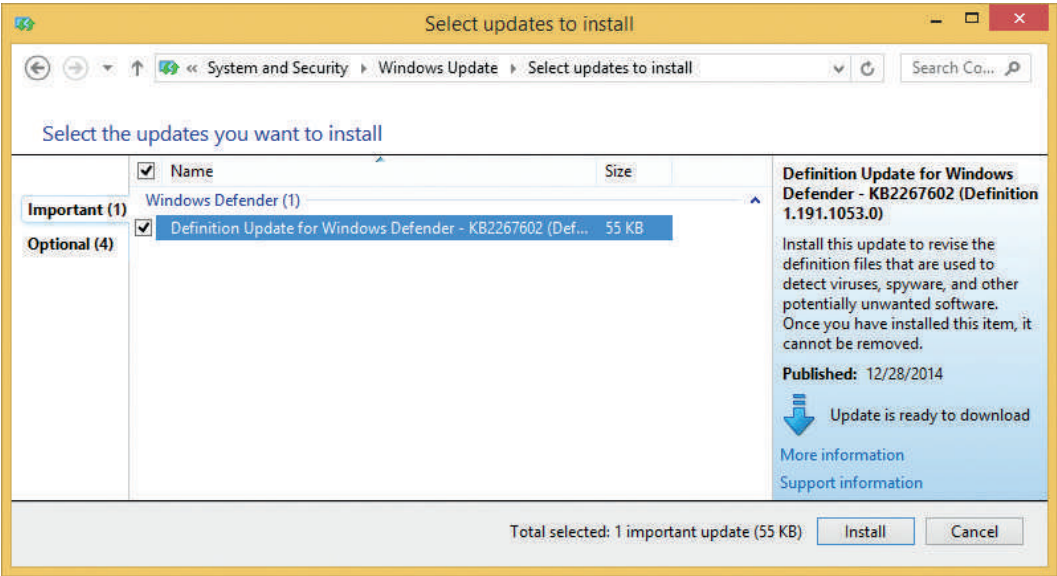 Select updates to install
« System and Security Windows Update Select updates to install
Search Co...
Select the updates you want to install
Name Size
Important (1)
Optional (4)
Windows Defender (1)
Definition Update for Windows Defender - KB2267602 (Def... 55 KB
Definition Update for Windows
Defender - KB2267602 (Definition
1.191.1053.0)
Install this update to revise the
definition files that are used to
detect viruses, spyware, and other
potentially unwanted software.
Once you have installed this item, it
cannot be removed.
Published: 12/28/2014
Update is ready to download
More information
Support information
Total selected: 1 important update (55 KB) Install Cancel